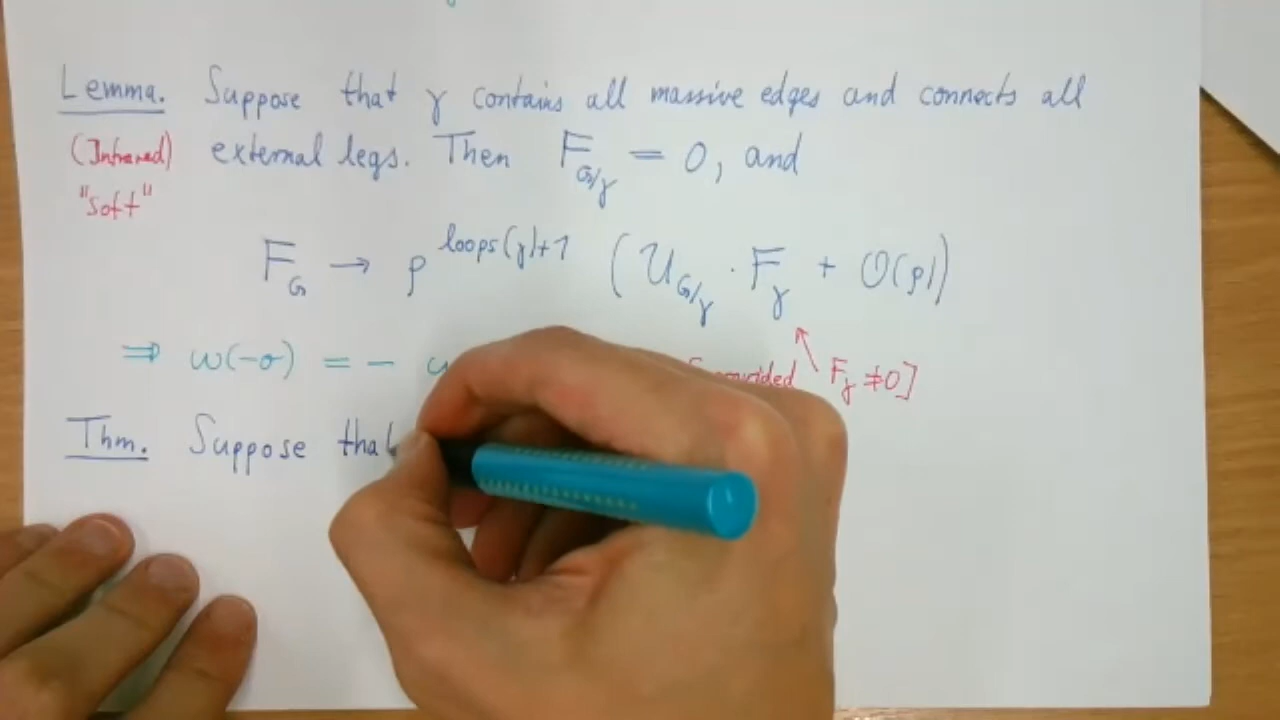 Lemma. Suppose that γ contains all massive edges and connects all
(Infrared) external legs. Then F_{G/γ} = 0, and
"Soft"
F_G → ρ^{loops(γ)+1} (U_{G/γ} · F_γ + O(ρ))
⇒ ω(-σ) = -
F_γ ≠ 0]
Thm. Suppose that